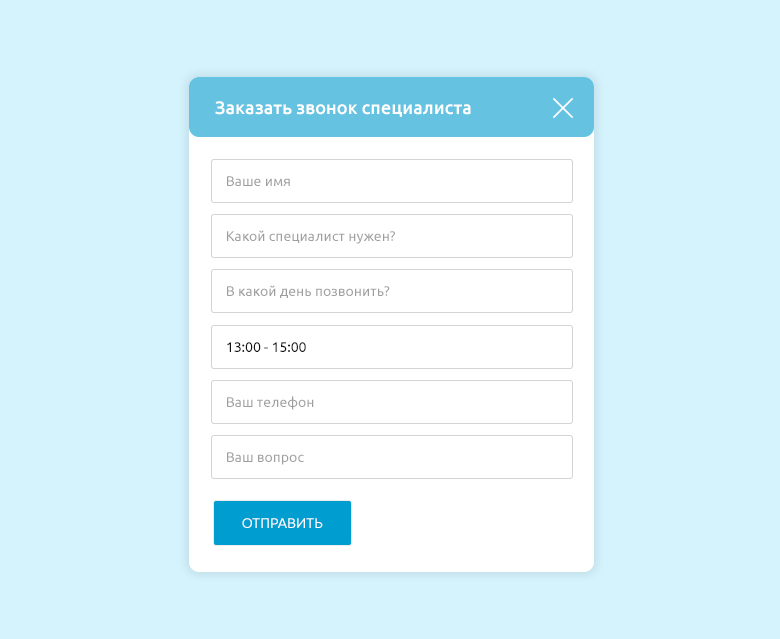 Заказать звонок специалиста
Ваше имя
Какой специалист нужен?
В какой день позвонить?
13:00 - 15:00
Ваш телефон
Ваш вопрос
ОТПРАВИТЬ